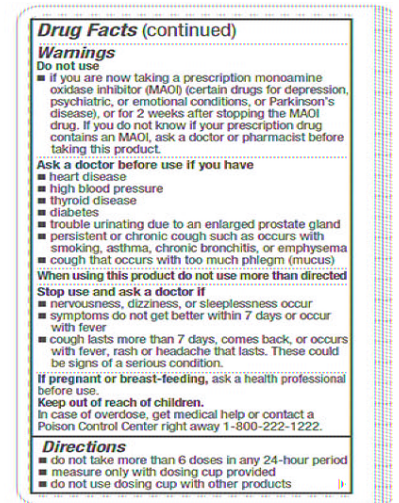 Drug Facts (continued)
Warnings
Do not use
■ if you are now taking a prescription monoamine
oxidase inhibitor (MAOI) (certain drugs for depression,
psychiatric, or emotional conditions, or Parkinson's
disease), or for 2 weeks after stopping the MAOI
drug. If you do not know if your prescription drug
contains an MAOI, ask a doctor or pharmacist before
taking this product.
Ask a doctor before use if you have
■ heart disease
■ high blood pressure
■ thyroid disease
■ diabetes
■ trouble urinating due to an enlarged prostate gland
■ persistent or chronic cough such as occurs with
smoking, asthma, chronic bronchitis, or emphysema
■ cough that occurs with too much phlegm (mucus)
When using this product do not use more than directed
Stop use and ask a doctor if
■ nervousness, dizziness, or sleeplessness occur
■ symptoms do not get better within 7 days or occur
with fever
■ cough lasts more than 7 days, comes back, or occurs
with fever, rash or headache that lasts. These could
be signs of a serious condition.
If pregnant or breast-feeding, ask a health professional
before use.
Keep out of reach of children.
In case of overdose, get medical help or contact a
Poison Control Center right away 1-800-222-1222.
Directions
■ do not take more than 6 doses in any 24-hour period
■ measure only with dosing cup provided
■ do not use dosing cup with other products